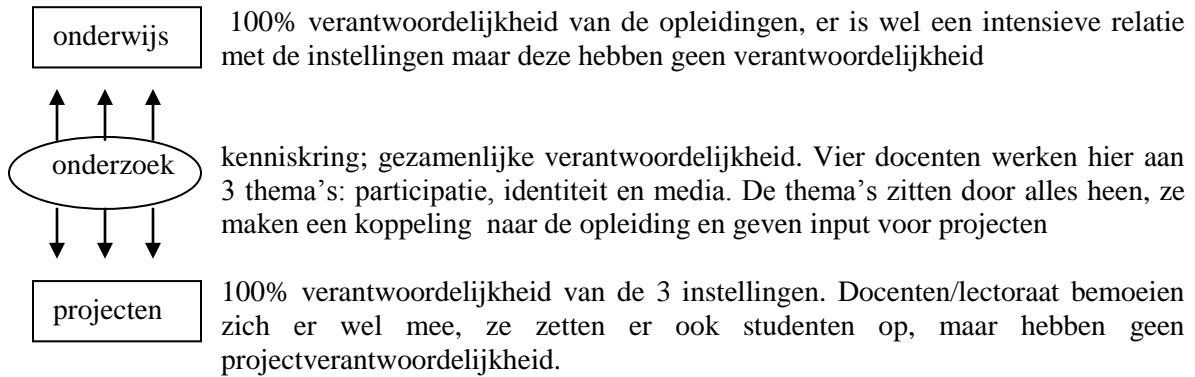 onderwijs
100% verantwoordelijkheid van de opleidingen, er is wel een intensieve relatie
met de instellingen maar deze hebben geen verantwoordelijkheid
onderzoek
kenniskring; gezamenlijke verantwoordelijkheid. Vier docenten werken hier aan
3 thema’s: participatie, identiteit en media. De thema’s zitten door alles heen, ze
maken een koppeling naar de opleiding en geven input voor projecten
projecten
100% verantwoordelijkheid van de 3 instellingen. Docenten/lectoraat bemoeien
zich er wel mee, ze zetten er ook studenten op, maar hebben geen
projectverantwoordelijkheid.